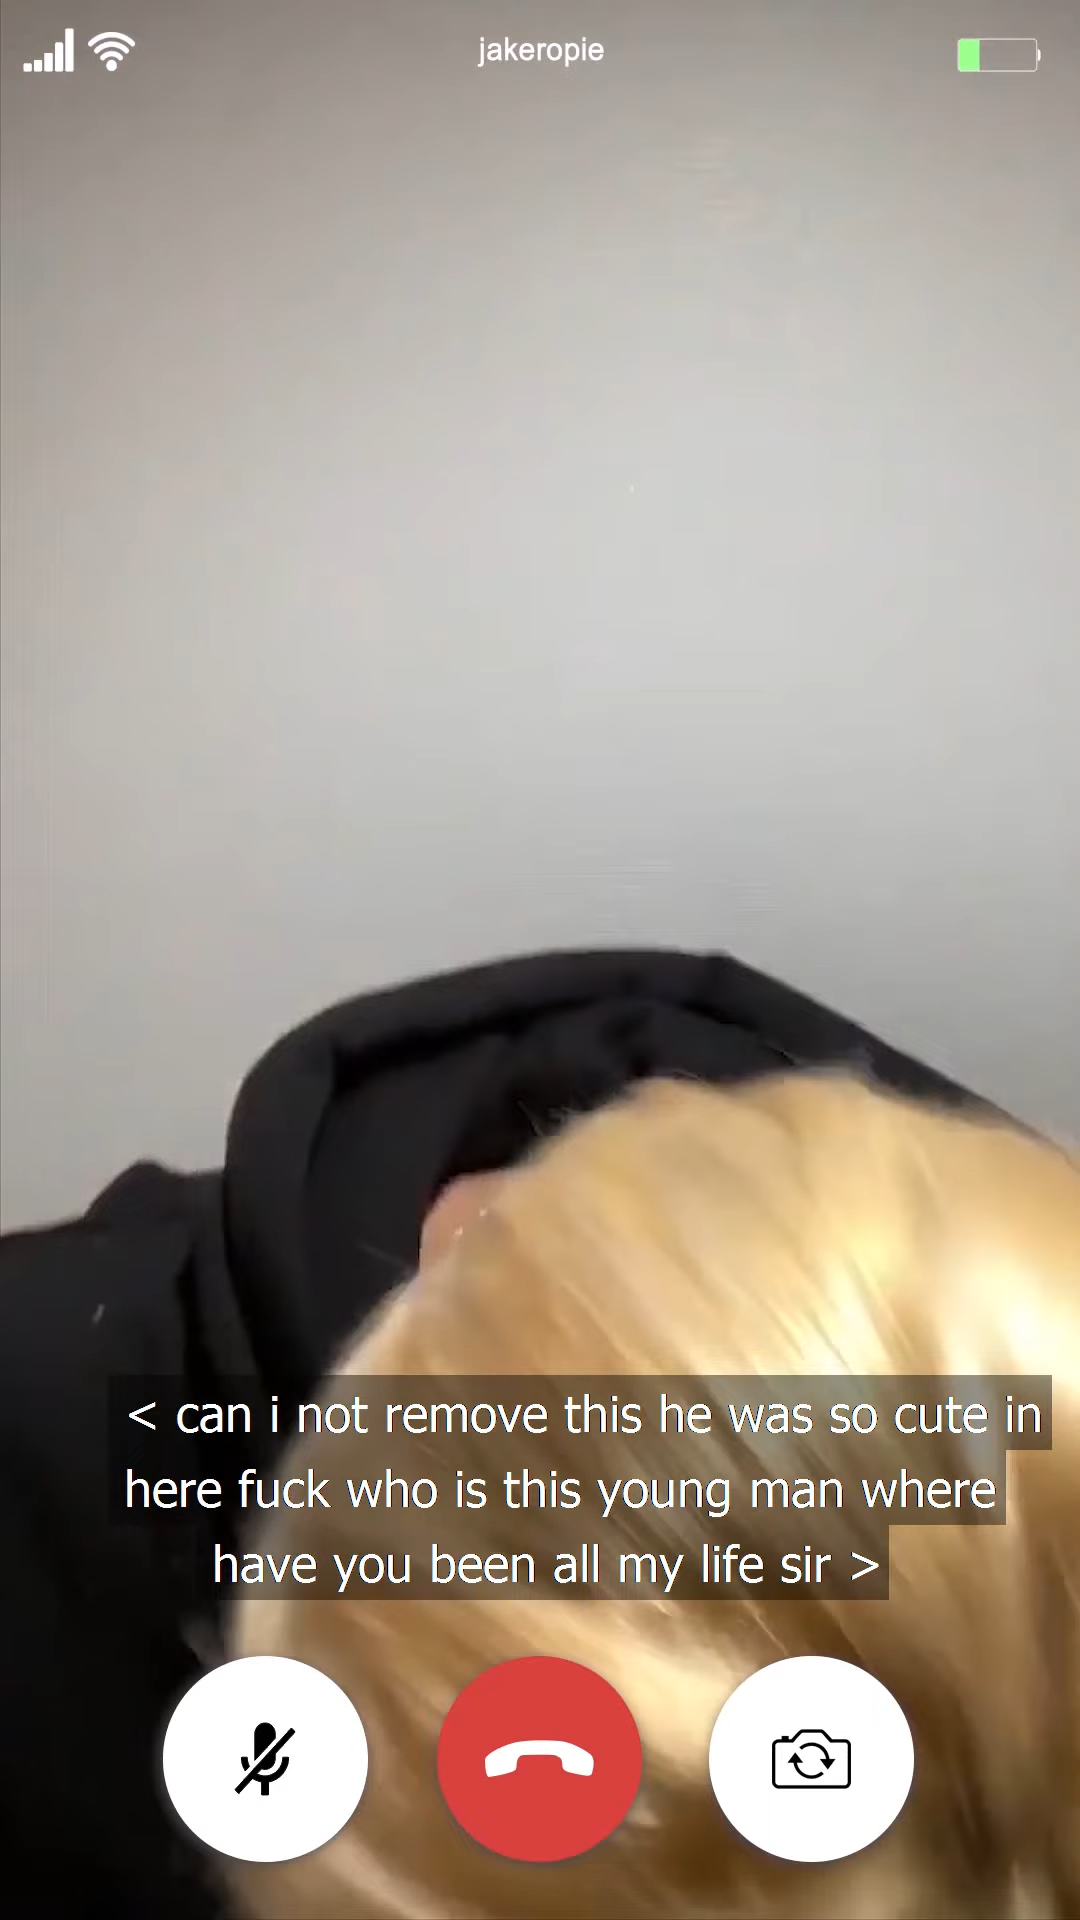 jakeropie
< can i not remove this he was so cute in
here fuck who is this young man where
have you been all my life sir >